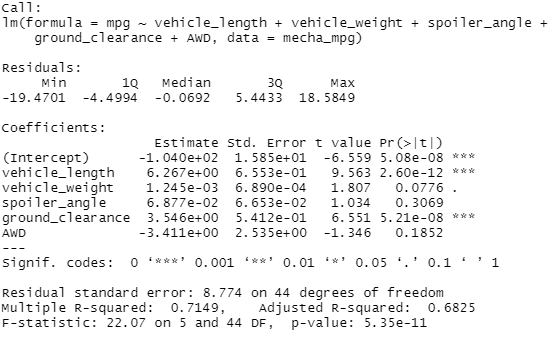 Call:
lm(formula = mpg ~ vehicle_length + vehicle_weight + spoiler_angle +
    ground_clearance + AWD, data = mecha_mpg)
Residuals:
     Min       1Q   Median       3Q      Max
-19.4701  -4.4994  -0.0692   5.4433  18.5849
Coefficients:
                   Estimate Std. Error t value Pr(>|t|)
(Intercept)      -1.040e+02  1.585e+01  -6.559 5.08e-08 ***
vehicle_length    6.267e+00  6.553e-01   9.563 2.60e-12 ***
vehicle_weight    1.245e-03  6.890e-04   1.807   0.0776 .
spoiler_angle     6.877e-02  6.653e-02   1.034   0.3069
ground_clearance  3.546e+00  5.412e-01   6.551 5.21e-08 ***
AWD              -3.411e+00  2.535e+00  -1.346   0.1852
---
Signif. codes:  0 ‘***’ 0.001 ‘**’ 0.01 ‘*’ 0.05 ‘.’ 0.1 ‘ ’ 1
Residual standard error: 8.774 on 44 degrees of freedom
Multiple R-squared:  0.7149,    Adjusted R-squared:  0.6825
F-statistic: 22.07 on 5 and 44 DF,  p-value: 5.35e-11